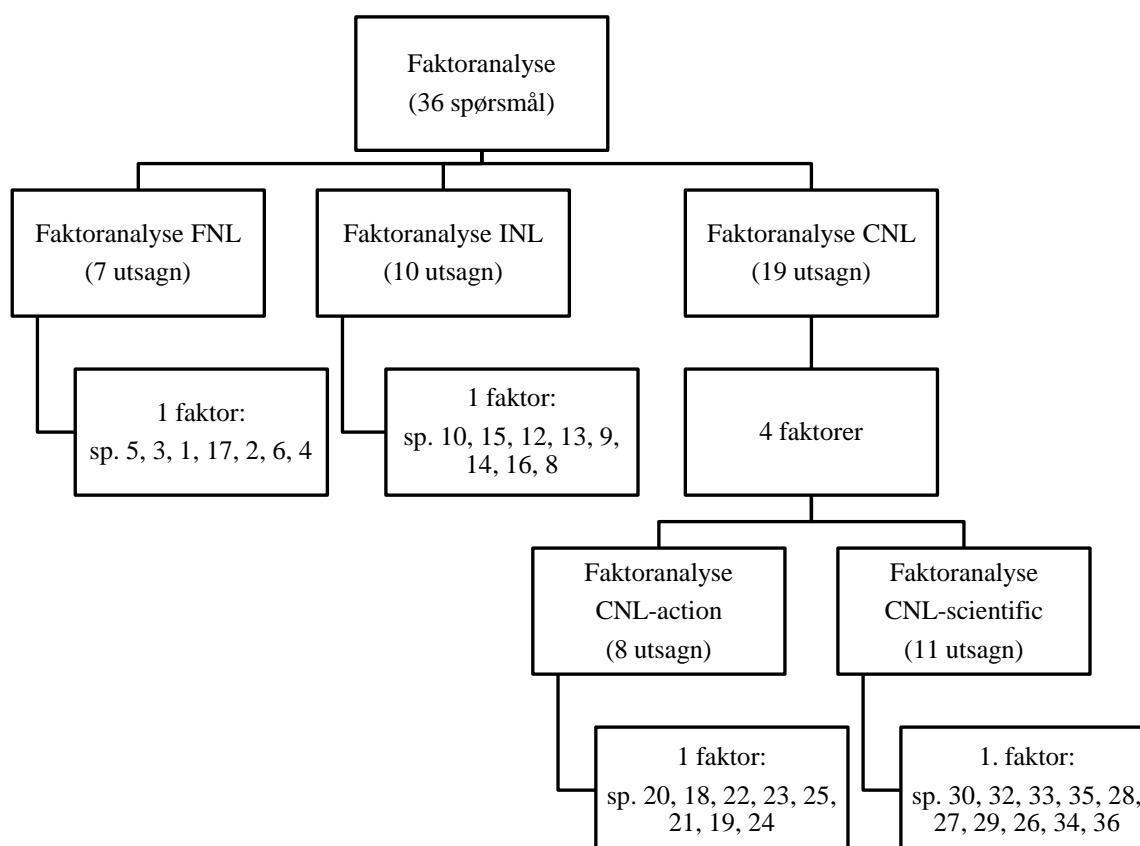 Faktoranalyse
(36 spørsmål)
Faktoranalyse FNL
(7 utsagn)
Faktoranalyse INL
(10 utsagn)
Faktoranalyse CNL
(19 utsagn)
1 faktor:
sp. 5, 3, 1, 17, 2, 6, 4
1 faktor:
sp. 10, 15, 12, 13, 9,
14, 16, 8
4 faktorer
Faktoranalyse
CNL-action
(8 utsagn)
Faktoranalyse
CNL-scientific
(11 utsagn)
1 faktor:
sp. 20, 18, 22, 23, 25,
21, 19, 24
1. faktor:
sp. 30, 32, 33, 35, 28,
27, 29, 26, 34, 36